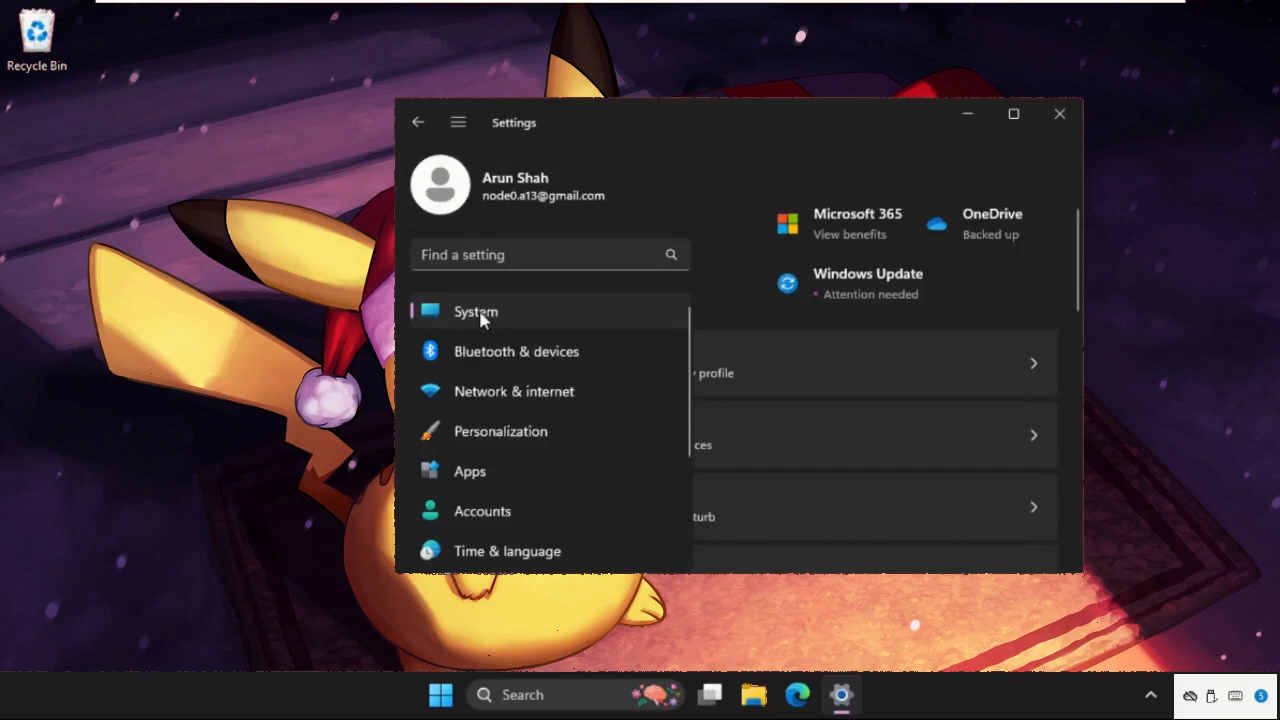 Recycle Bin
Settings
Arun Shah
node0.a13@gmail.com
Find a setting
System
Bluetooth & devices
Network & internet
Personalization
Apps
Accounts
Time & language
Microsoft 365
View benefits
OneDrive
Backed up
Windows Update
Attention needed
profile
ces
turb
Search
5